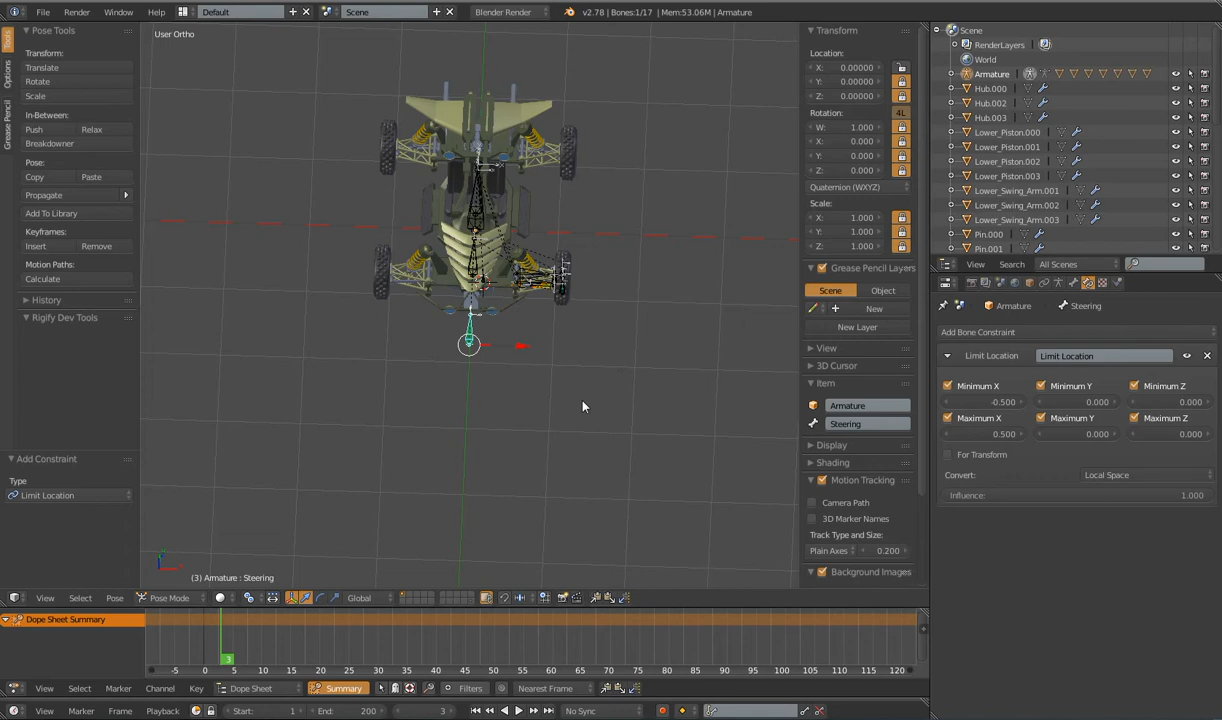 File Render Window Help Default Scene Blender Render v2.78 | Bones:1/17 | Mem:53.06M | Armature
User Ortho
Tools
Options
Grease Pencil
Pose Tools
Transform:
Translate
Rotate
Scale
In-Between:
Push Relax
Breakdowner
Pose:
Copy Paste
Propagate
Add To Library
Wkeyframes:
Insert Remove
Motion Paths:
Calculate
History
Rigify Dev Tools
Add Constraint
Type
Limit Location
(3) Armature : Steering
Transform
Location:
X: 0.00000
Y: 0.00000
Z: 0.00000
Rotation: 4L
W: 1.000
X: 0.000
Y: 0.000
Z: 0.000
Quaternion (WXYZ)
Scale:
X: 1.000
Y: 1.000
Z: 1.000
Grease Pencil Layers
Scene Object
New
New Layer
View
3D Cursor
Item
Armature
Steering
Display
Shading
Motion Tracking
Camera Path
3D Marker Names
Track Type and Size:
Plain Axes 0.200
Background Images
Scene
RenderLayers
World
Armature
Hub.000
Hub.002
Hub.003
Lower_Piston.000
Lower_Piston.001
Lower_Piston.002
Lower_Piston.003
Lower_Swing_Arm.001
Lower_Swing_Arm.002
Lower_Swing_Arm.003
Pin.000
Pin.001
View Search All Scenes
Armature Steering
Add Bone Constraint
Limit Location Limit Location
Minimum X Minimum Y Minimum Z
-0.500 0.000 0.000
Maximum X Maximum Y Maximum Z
0.500 0.000 0.000
For Transform
Convert: Local Space
Influence: 1.000
View Select Pose Pose Mode Global
Dope Sheet Summary
3
-5 0 5 10 15 20 25 30 35 40 45 50 55 60 65 70 75 80 85 90 95 100 105 110 115 120
View Select Marker Channel Key Dope Sheet Summary Filters Nearest Frame
View Marker Frame Playback Start: 1 End: 200 3 No Sync